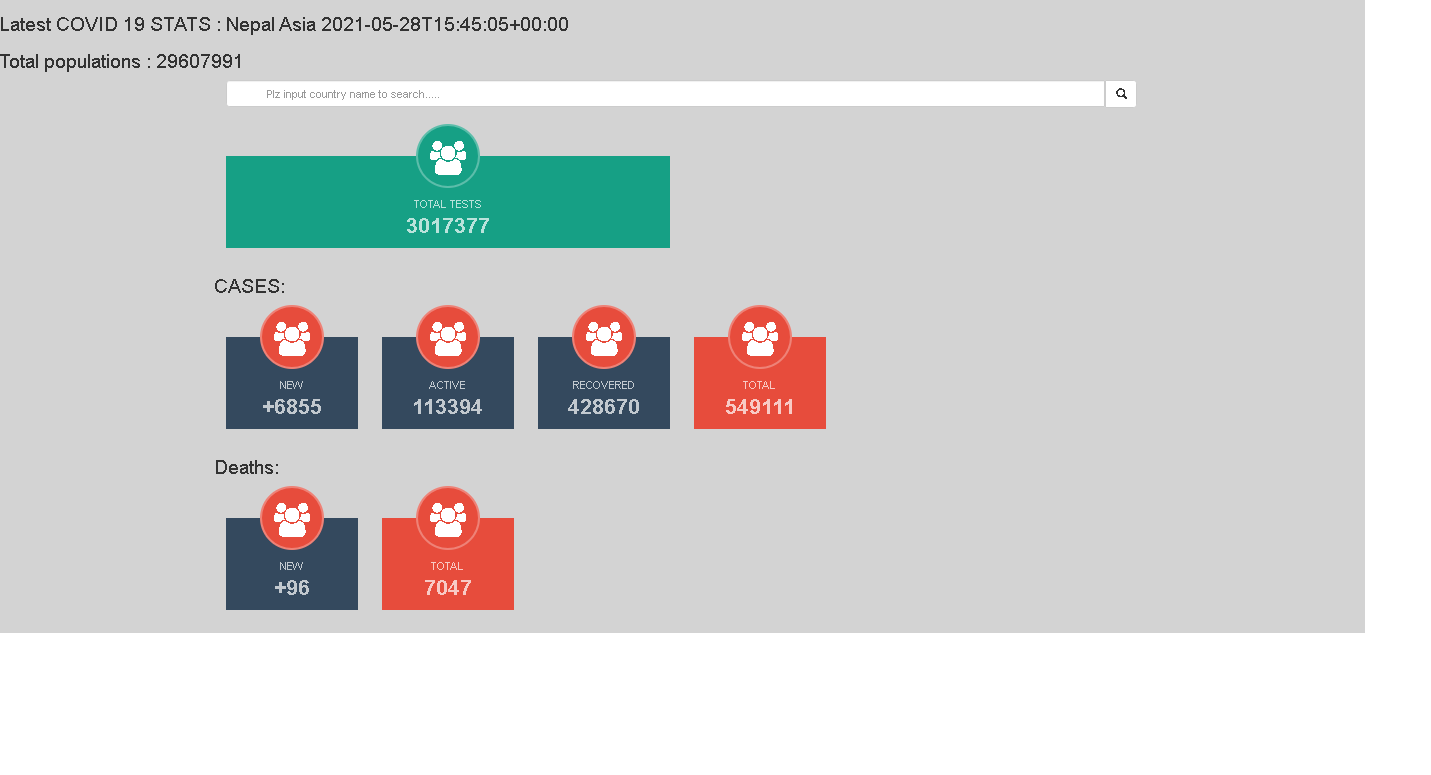 Latest COVID 19 STATS : Nepal Asia 2021-05-28T15:45:05+00:00
Total populations : 29607991
Plz input country name to search.....
TOTAL TESTS
3017377
CASES:
NEW
+6855
ACTIVE
113394
RECOVERED
428670
TOTAL
549111
Deaths:
NEW
+96
TOTAL
7047